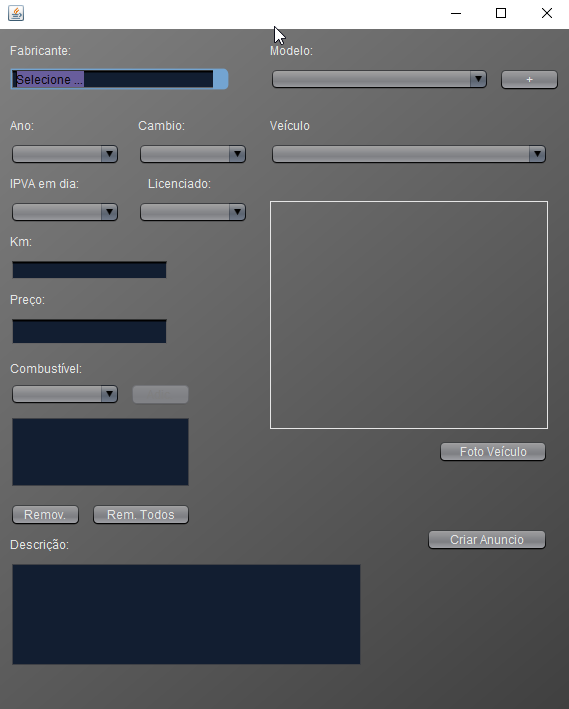 Fabricante: Modelo:
Selecione ... +
Ano: Cambio: Veículo
IPVA em dia: Licenciado:
Km:
Preço:
Combustível:
Foto Veículo
Remov. Rem. Todos
Criar Anuncio
Descrição: